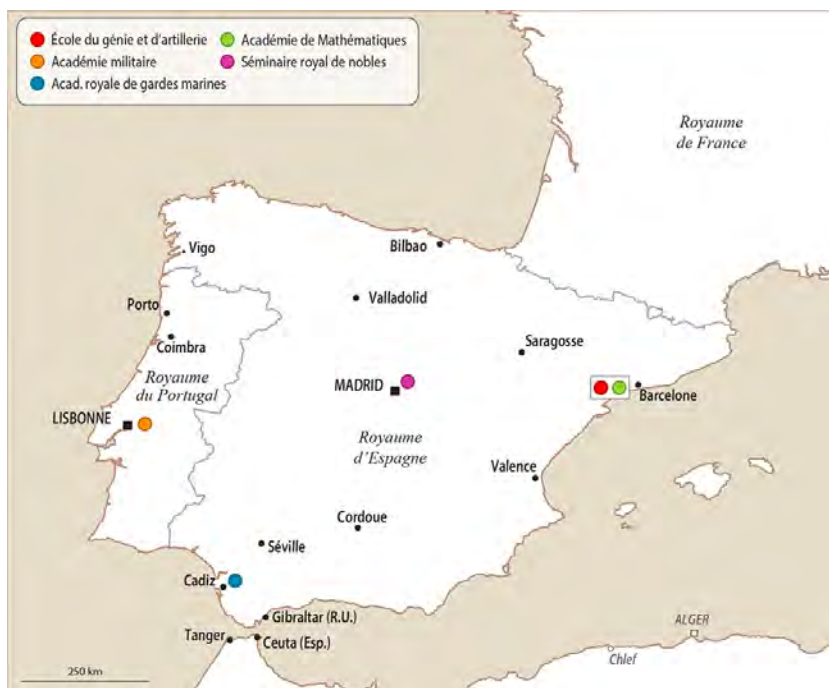 École du génie et d'artillerie
Académie militaire
Acad. royale de gardes marines
Académie de Mathématiques
Séminaire royal de nobles
Royaume
de France
Vigo
Bilbao
Valladolid
Porto
Coimbra
Saragosse
Royaume
du Portugal
MADRID
Barcelone
LISBONNE
Royaume
d'Espagne
Valence
Cordoue
Séville
Cadiz
Gibraltar (R.U.)
Tanger
Ceuta (Esp.)
ALGER
Chlef
250 km